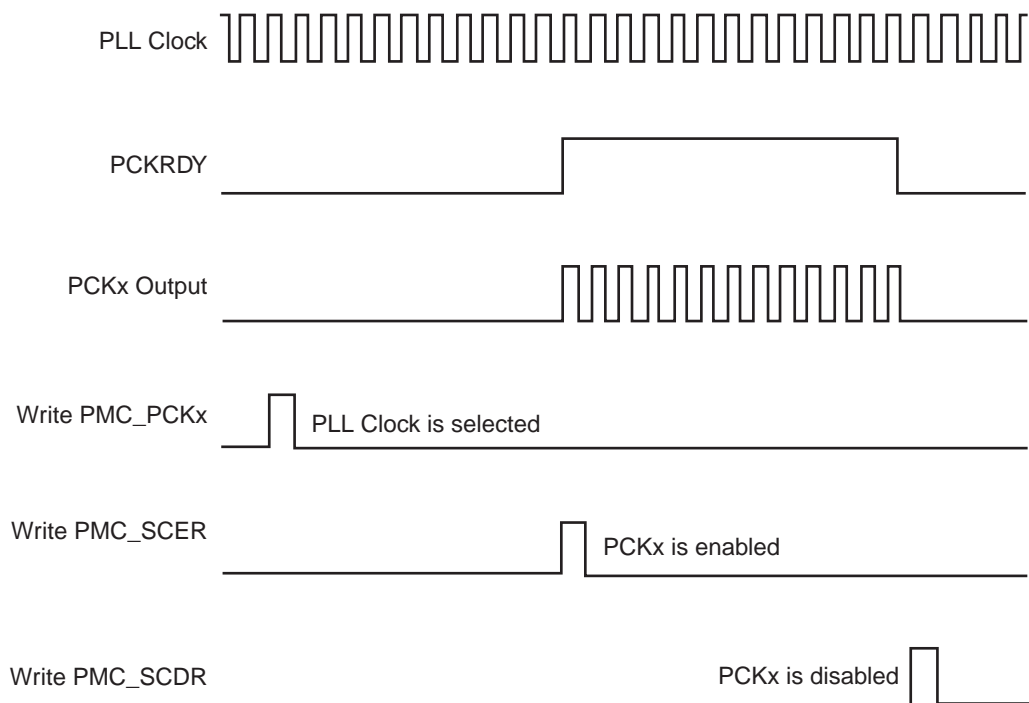 PLL Clock
PCKRDY
PCKx Output
Write PMC_PCKx
PLL Clock is selected
Write PMC_SCER
PCKx is enabled
Write PMC_SCDR
PCKx is disabled